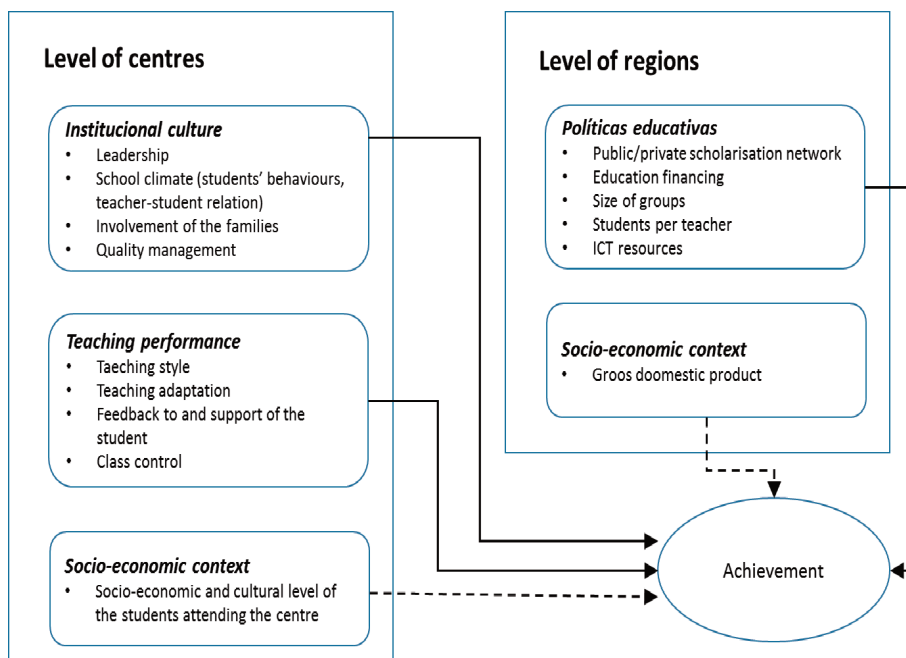 Level of centres
Institucional culture
• Leadership
• School climate (students' behaviours,
teacher-student relation)
• Involvement of the families
• Quality management
Teaching performance
• Taeching style
• Teaching adaptation
• Feedback to and support of the
student
• Class control
Socio-economic context
• Socio-economic and cultural level of
the students attending the centre
Level of regions
Políticas educativas
• Public/private scholarisation network
• Education financing
• Size of groups
• Students per teacher
• ICT resources
Socio-economic context
• Groos doomestic product
Achievement